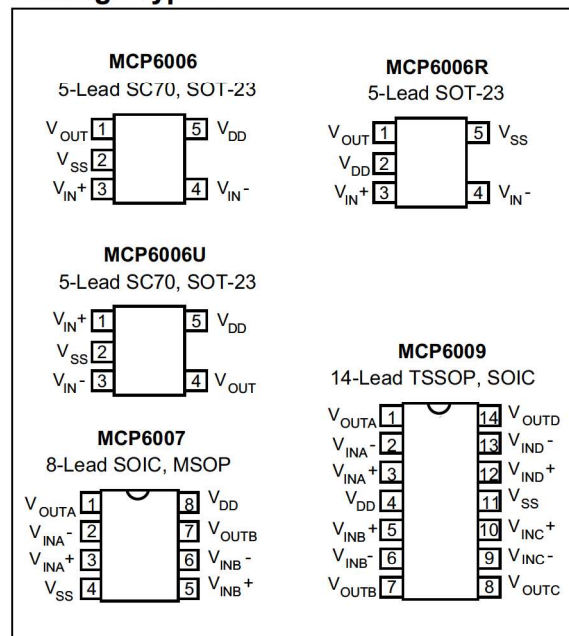 MCP6006
5-Lead SC70, SOT-23
VOUT 1 5 VDD
VSS 2
VIN+ 3 4 VIN-
MCP6006R
5-Lead SOT-23
VOUT 1 5 VSS
VDD 2
VIN+ 3 4 VIN-
MCP6006U
5-Lead SC70, SOT-23
VIN+ 1 5 VDD
VSS 2
VIN- 3 4 VOUT
MCP6009
14-Lead TSSOP, SOIC
VOUTA 1 14 VOUTD
VINA- 2 13 VIND-
VINA+ 3 12 VIND+
VDD 4 11 VSS
VINB+ 5 10 VINC+
VINB- 6 9 VINC-
VOUTB 7 8 VOUTC
MCP6007
8-Lead SOIC, MSOP
VOUTA 1 8 VDD
VINA- 2 7 VOUTB
VINA+ 3 6 VINB-
VSS 4 5 VINB+